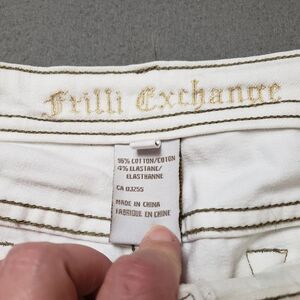 Frilli Exchange
96% COTTON/COTON
4% ELASTANE/
ELASTHANNE
CA 03255
MADE IN CHINA
FABRIQUE EN CHINE